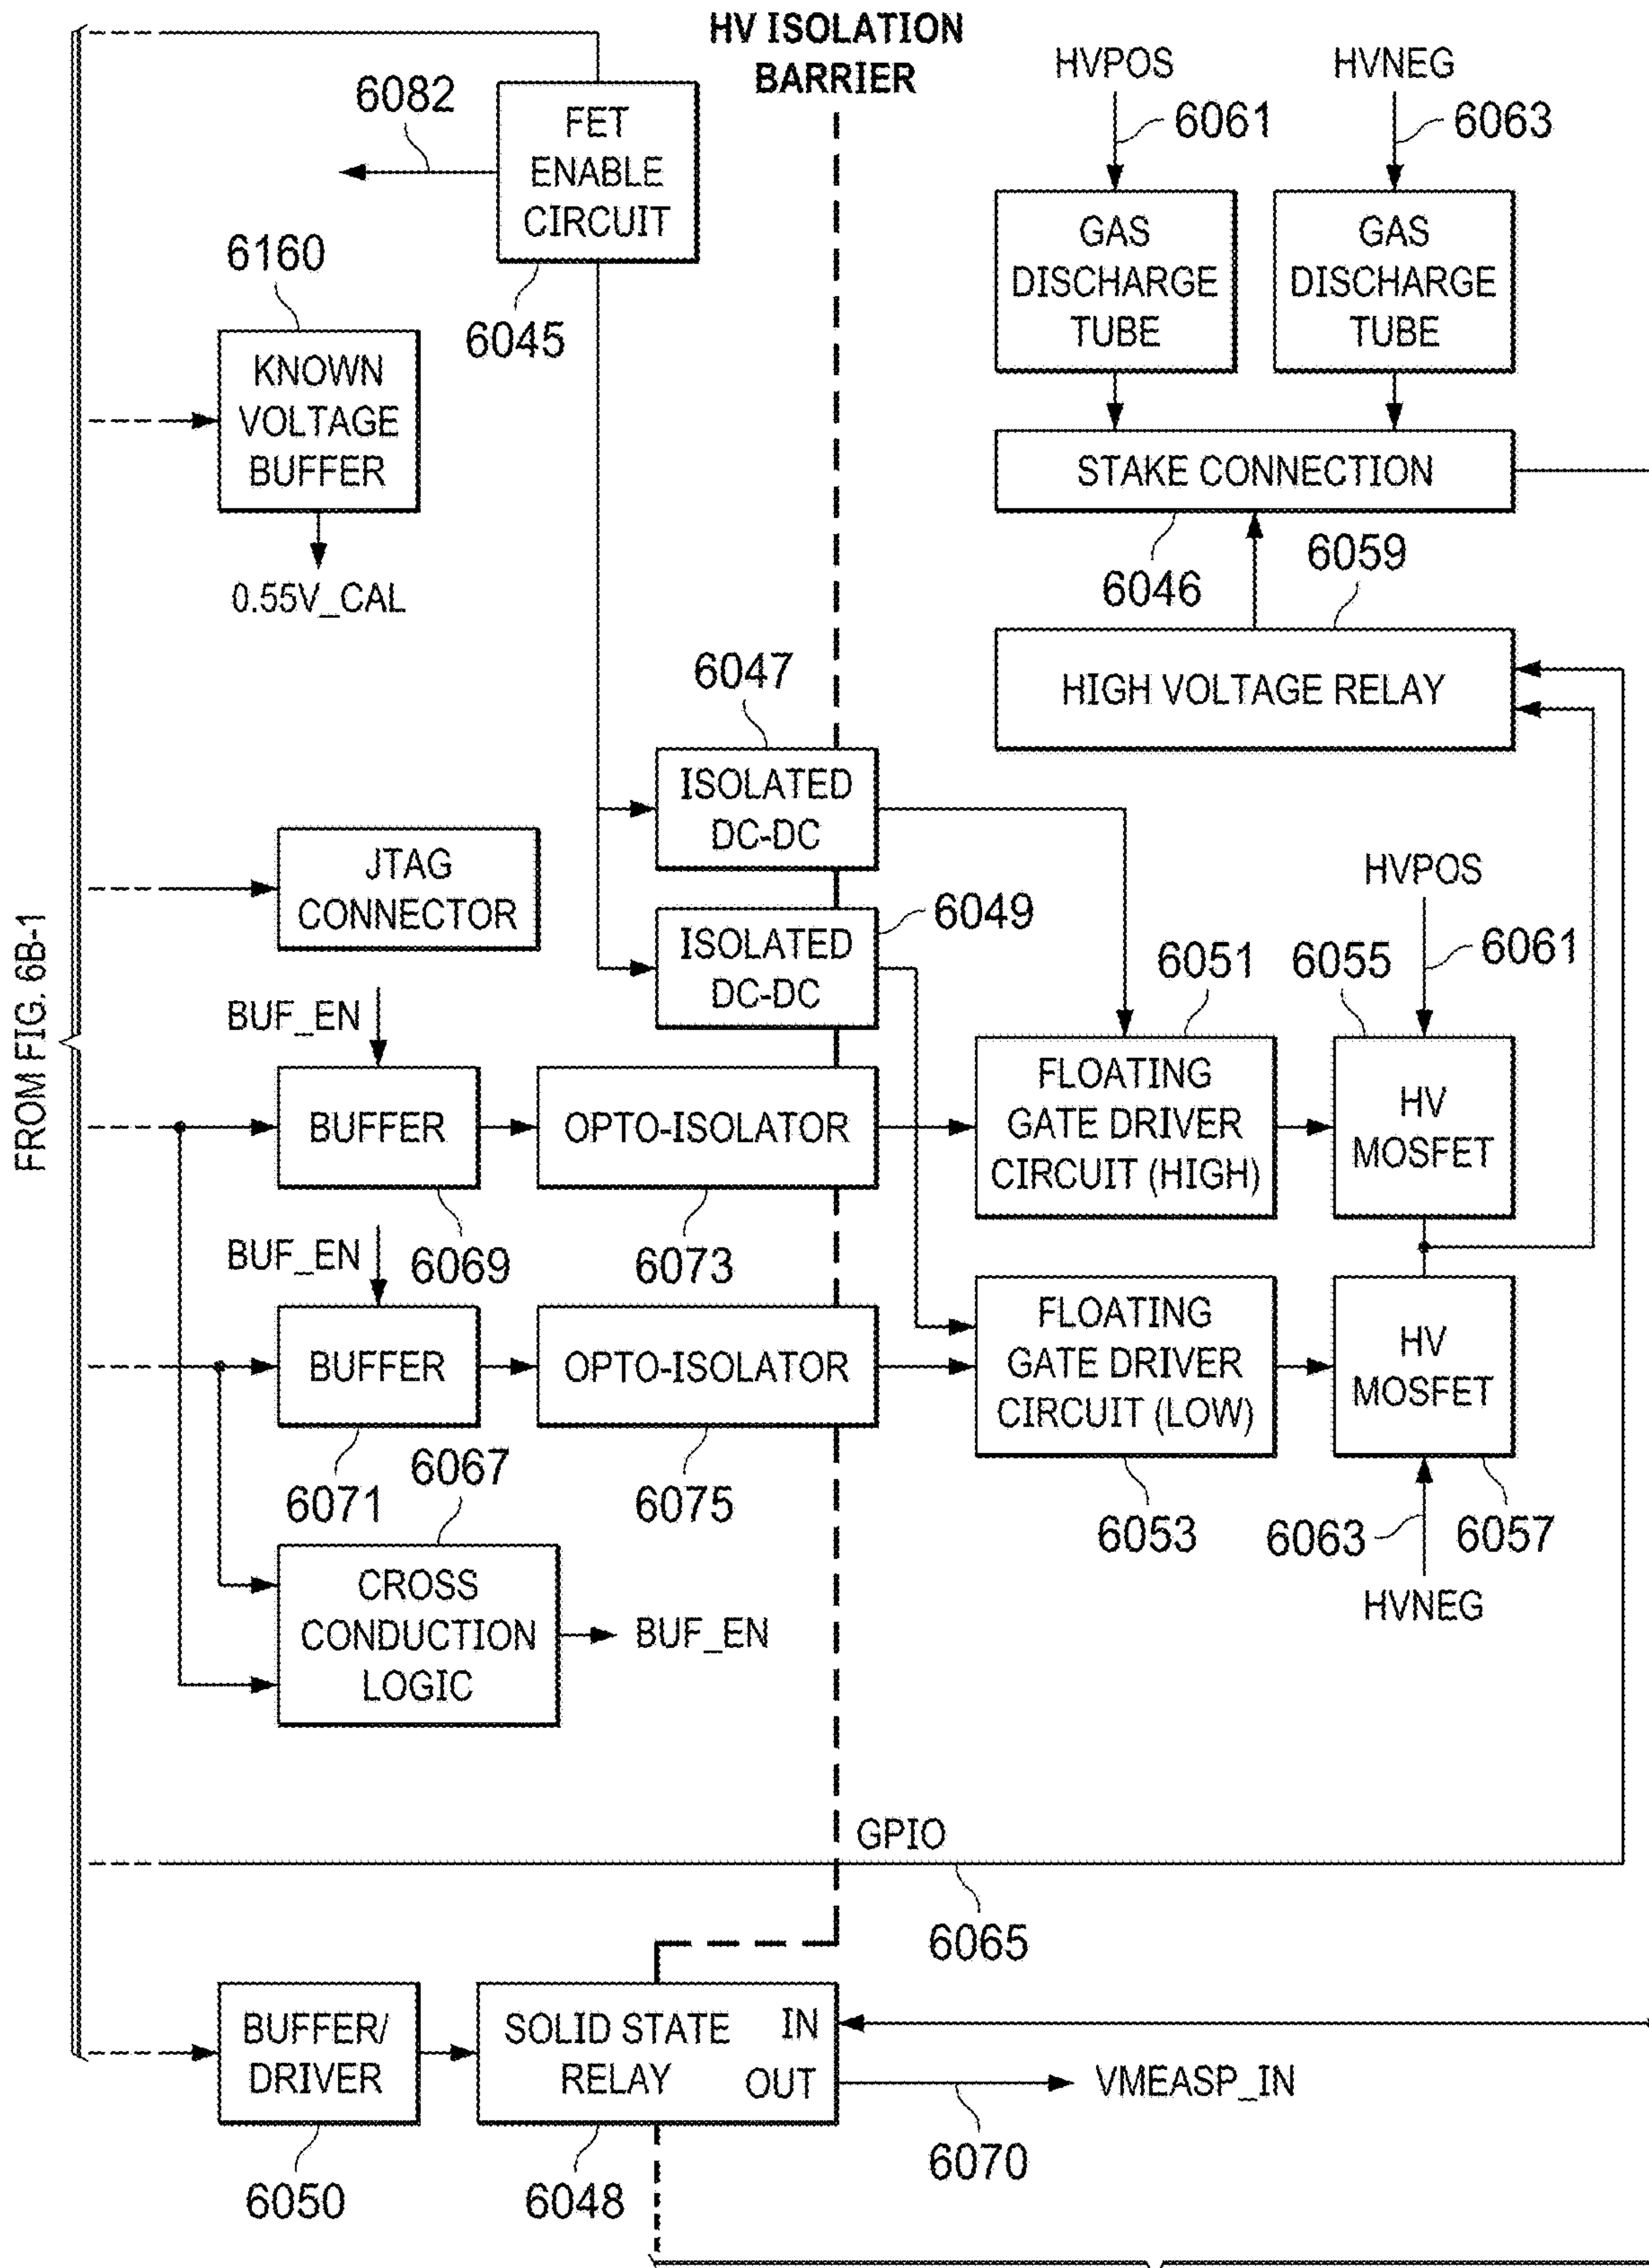 HV ISOLATION
BARRIER
HVPOS
HVNEG
6082
FET
ENABLE
CIRCUIT
6061
6063
6045
GAS
DISCHARGE
TUBE
GAS
DISCHARGE
TUBE
6160
KNOWN
VOLTAGE
BUFFER
0.55V_CAL
STAKE CONNECTION
6046
6059
HIGH VOLTAGE RELAY
6047
ISOLATED
DC-DC
JTAG
CONNECTOR
6049
ISOLATED
DC-DC
HVPOS
6061
6051
6055
FROM FIG. 6B-1
BUF_EN
BUFFER
OPTO-ISOLATOR
FLOATING
GATE DRIVER
CIRCUIT (HIGH)
HV
MOSFET
6069
6073
BUF_EN
BUFFER
OPTO-ISOLATOR
FLOATING
GATE DRIVER
CIRCUIT (LOW)
HV
MOSFET
6071
6067
6075
6053
6063
6057
HVNEG
CROSS
CONDUCTION
LOGIC
BUF_EN
GPIO
6065
BUFFER/
DRIVER
SOLID STATE
RELAY
IN
OUT
VMEASP_IN
6050
6048
6070